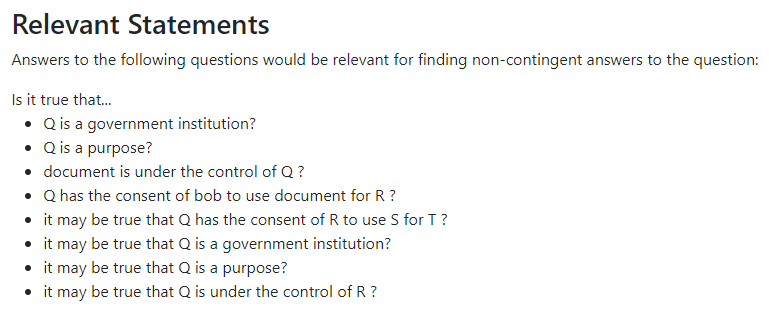 Relevant Statements
Answers to the following questions would be relevant for finding non-contingent answers to the question:
Is it true that...
• Q is a government institution?
• Q is a purpose?
• document is under the control of Q ?
• Q has the consent of bob to use document for R ?
• it may be true that Q has the consent of R to use S for T ?
• it may be true that Q is a government institution?
• it may be true that Q is a purpose?
• it may be true that Q is under the control of R ?